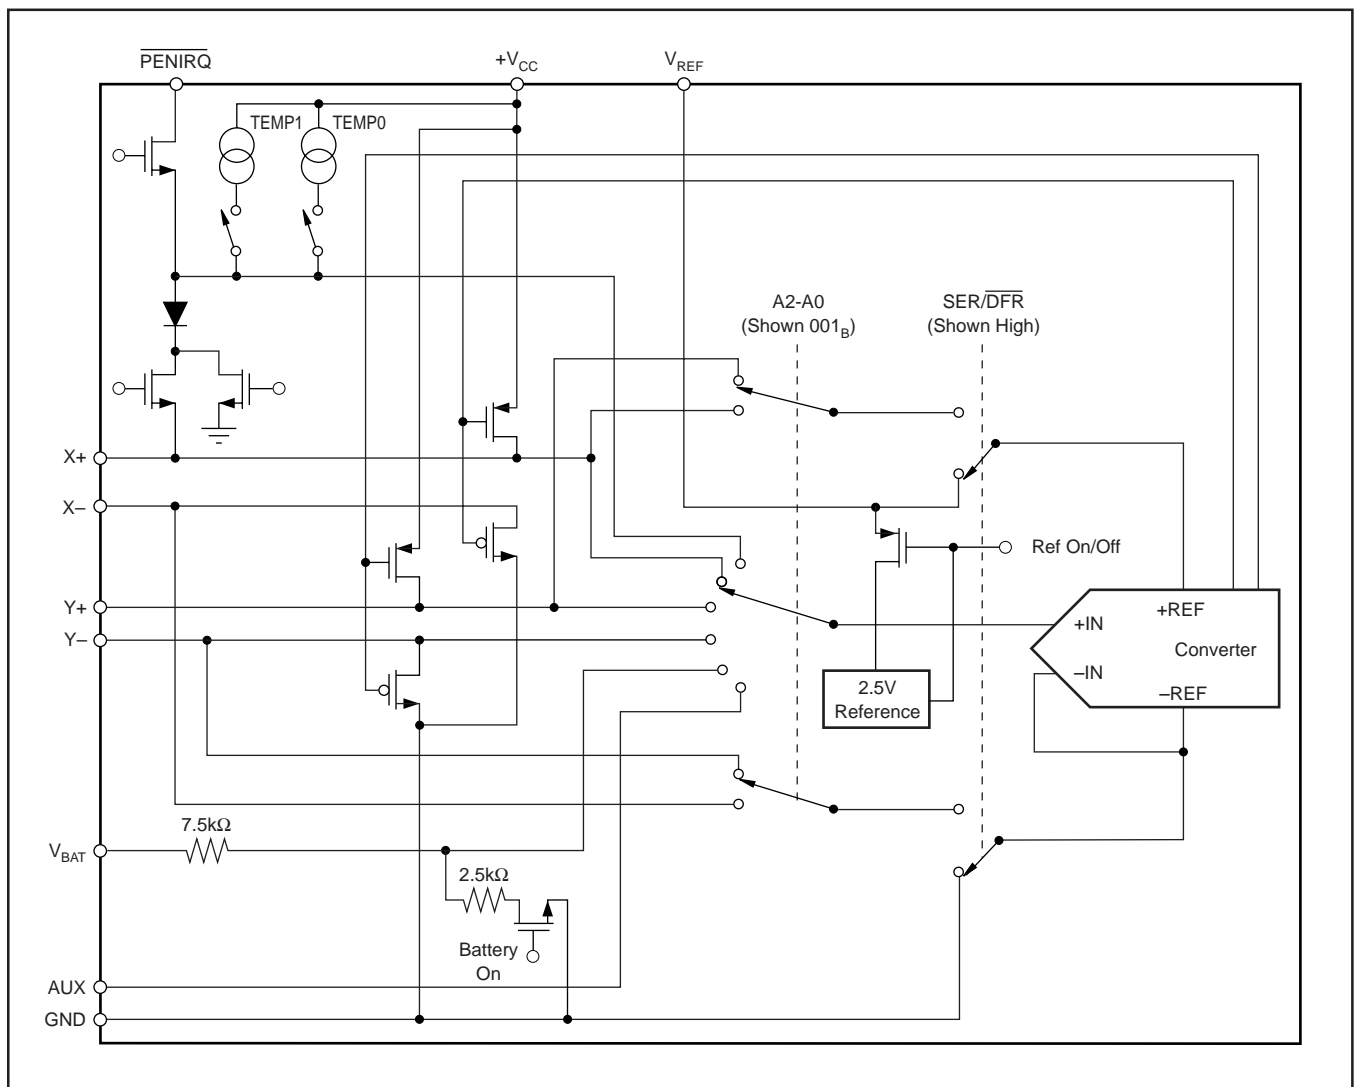 PENIRQ
+VCC
VREF
TEMP1
TEMP0
A2-A0
(Shown 001B)
SER/DFR
(Shown High)
X+
X–
Ref On/Off
Y+
Y–
+REF
+IN
Converter
–IN
–REF
2.5V
Reference
7.5kΩ
VBAT
2.5kΩ
Battery
On
AUX
GND